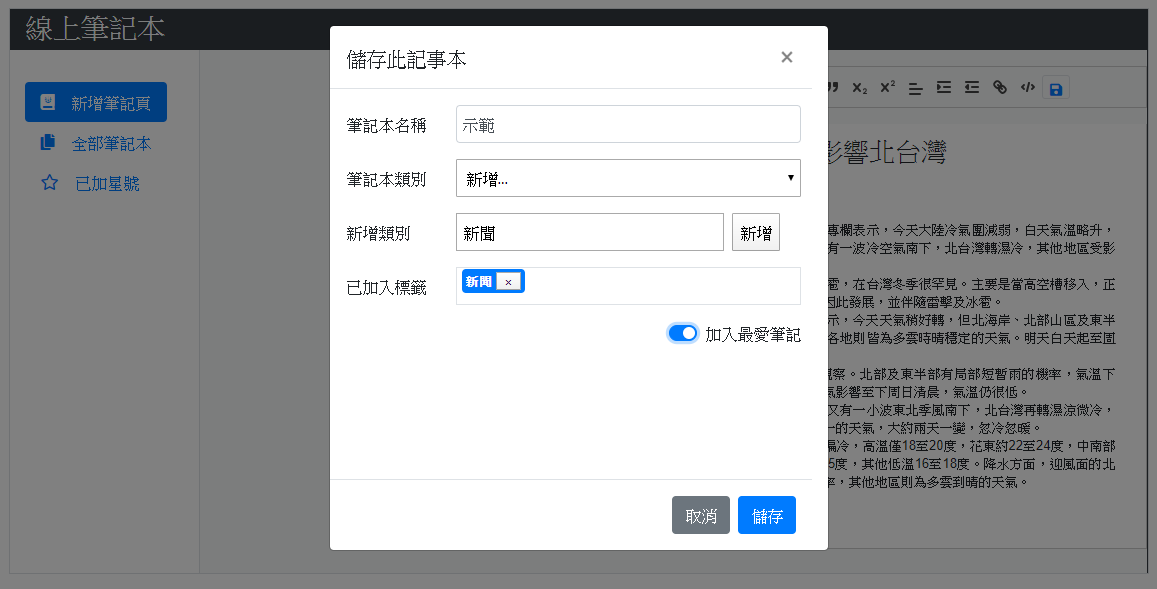 線上筆記本
新增筆記頁
全部筆記本
已加星號
儲存此記事本
×
筆記本名稱
示範
筆記本類別
新增...
新增類別
新聞
新增
已加入標籤
新聞 x
加入最愛筆記
取消
儲存
影響北台灣
專欄表示，今天大陸冷氣團減弱，白天氣溫略升，
有一波冷空氣南下，北台灣轉濕冷，其他地區受影
雹，在台灣冬季很罕見。主要是當高空槽移入，正
因此發展，並伴隨雷擊及冰雹。
示，今天天氣稍好轉，但北海岸、北部山區及東半
各地則皆為多雲時晴穩定的天氣。明天白天起至圍
觀察。北部及東半部有局部短暫雨的機率，氣溫下
氣影響至下周日清晨，氣溫仍很低。
又有一小波東北季風南下，北台灣再轉濕涼微冷，
一的天氣，大約兩天一變，忽冷忽暖。
偏冷，高溫僅18至20度，花東約22至24度，中南部
5度，其他低溫16至18度。降水方面，迎風面的北
率，其他地區則為多雲到晴的天氣。